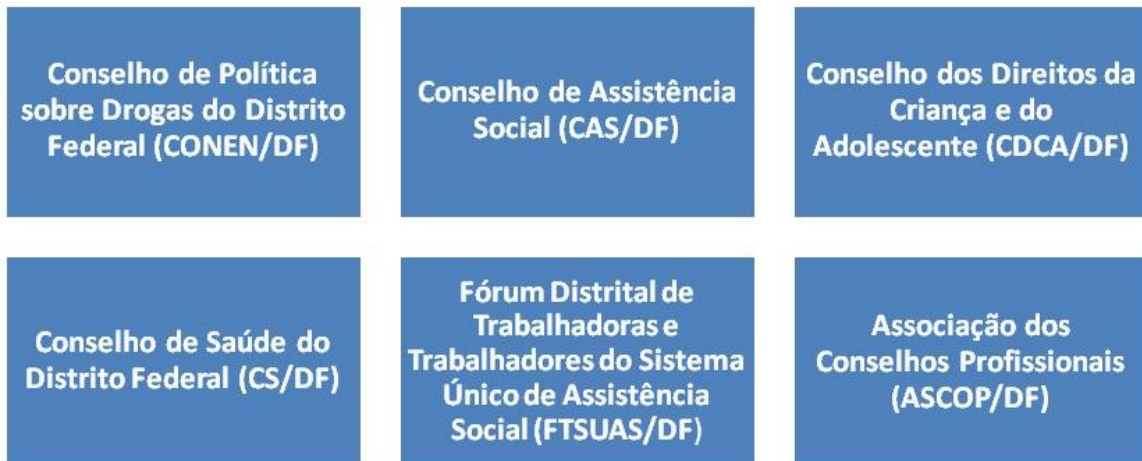 Conselho de Política
sobre Drogas do Distrito
Federal (CONEN/DF)
Conselho de Assistência
Social (CAS/DF)
Conselho dos Direitos da
Criança e do
Adolescente (CDCA/DF)
Conselho de Saúde do
Distrito Federal (CS/DF)
Fórum Distrital de
Trabalhadoras e
Trabalhadores do Sistema
Único de Assistência
Social (FTSUAS/DF)
Associação dos
Conselhos Profissionais
(ASCOP/DF)